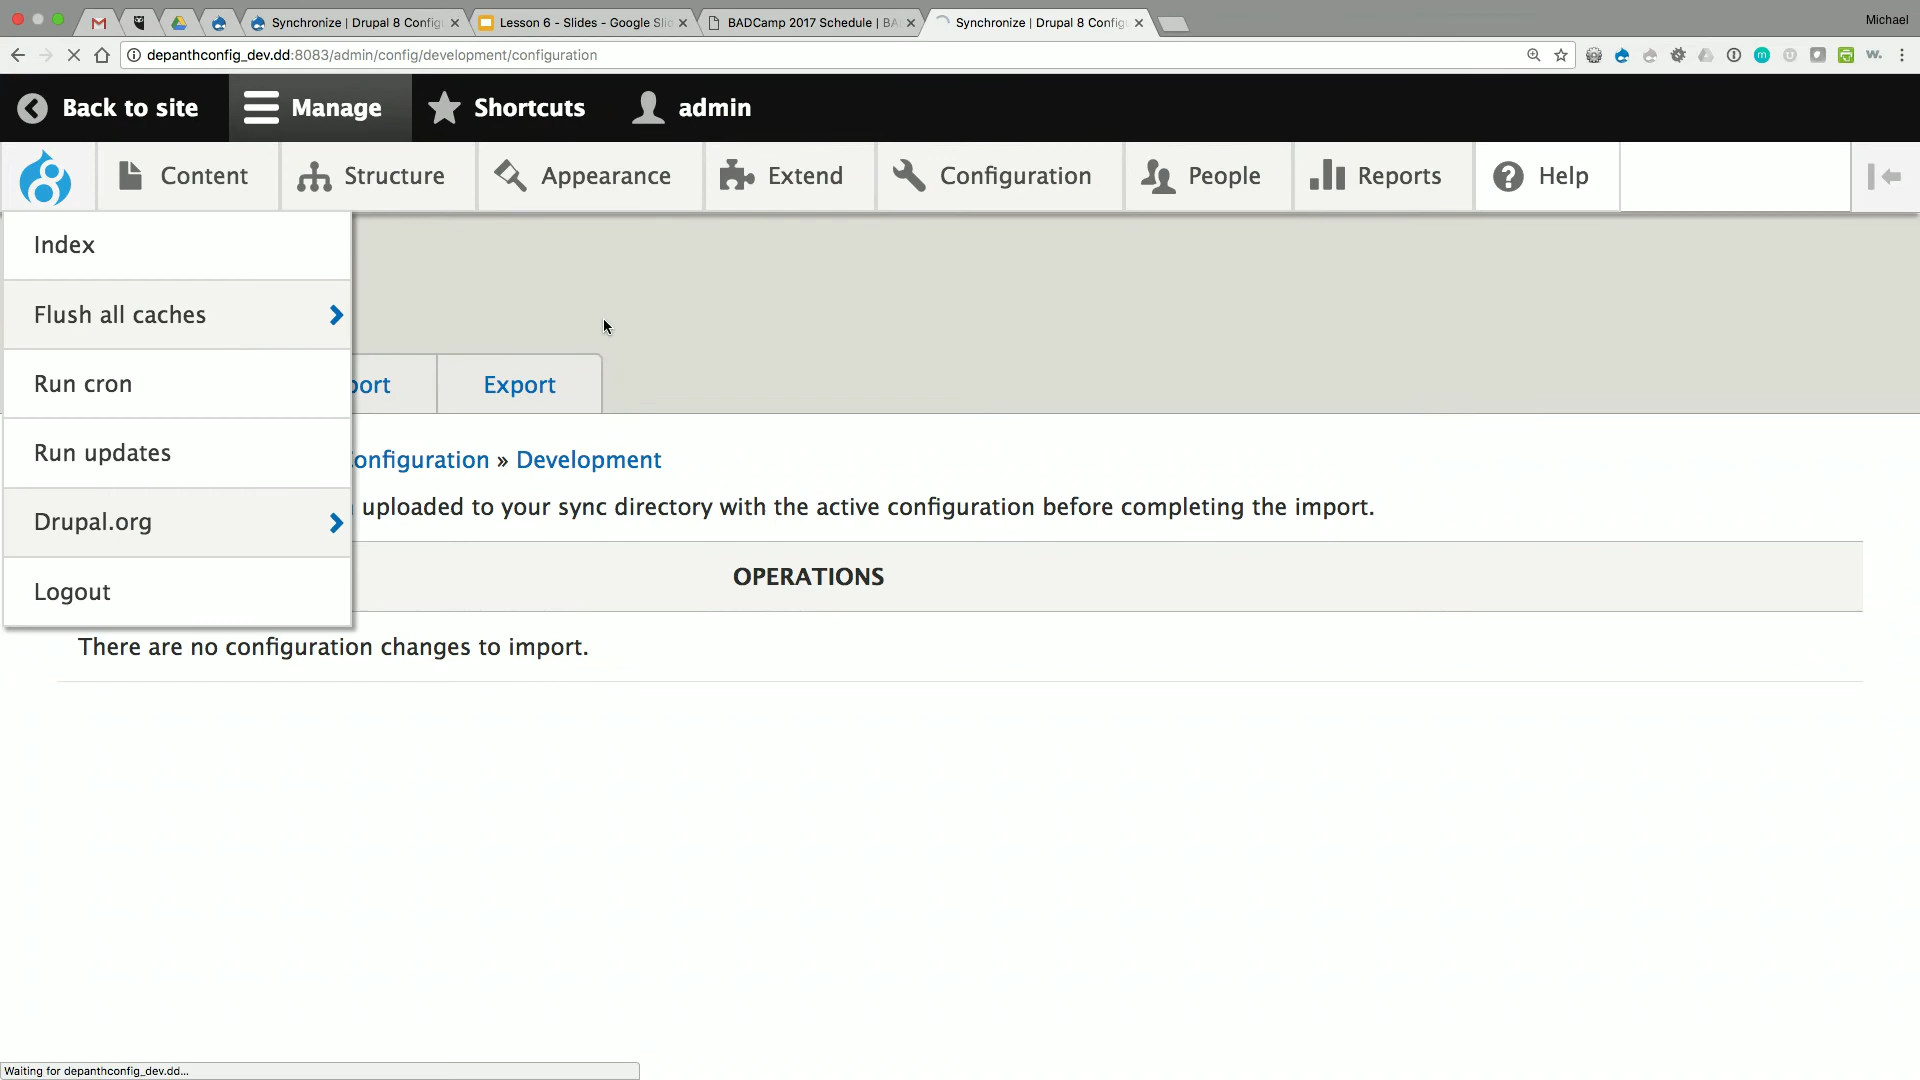 Synchronize | Drupal 8 Config
Lesson 6 - Slides - Google Slid
BADCamp 2017 Schedule | BA
Synchronize | Drupal 8 Config
Michael
depanthconfig_dev.dd:8083/admin/config/development/configuration
Back to site
Manage
Shortcuts
admin
Content
Structure
Appearance
Extend
Configuration
People
Reports
Help
Index
Flush all caches
Run cron
Run updates
Drupal.org
Logout
port
Export
onfiguration » Development
uploaded to your sync directory with the active configuration before completing the import.
OPERATIONS
There are no configuration changes to import.
Waiting for depanthconfig_dev.dd...